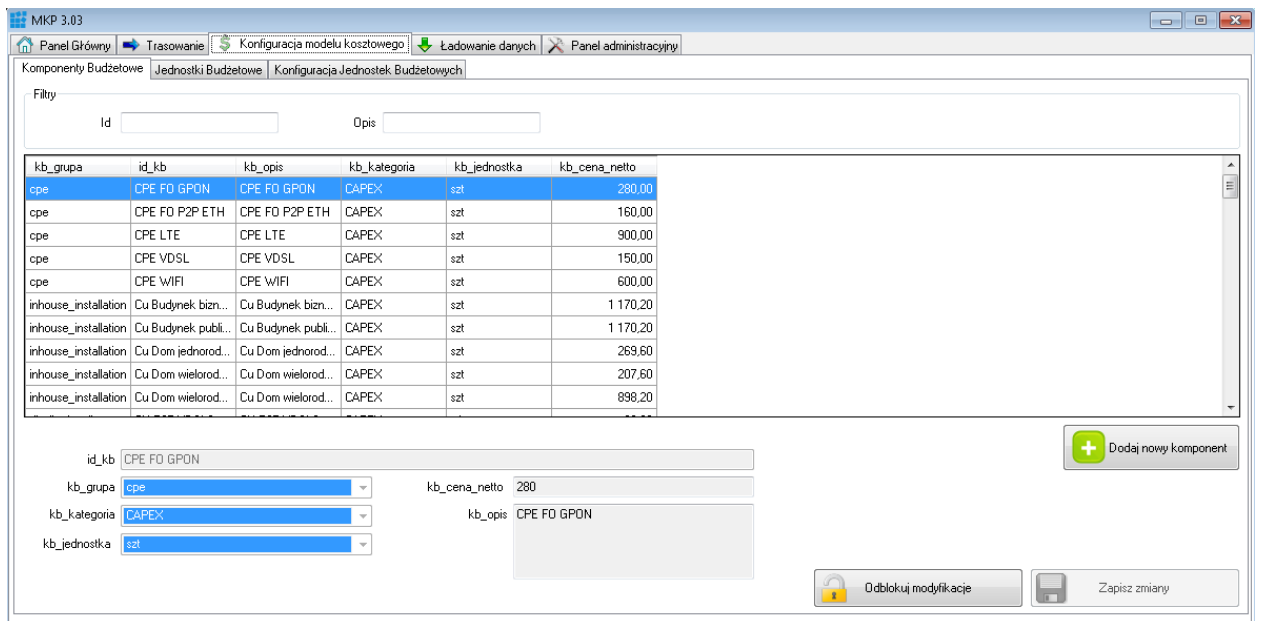 MKP 3.03
Panel Główny Trasowanie Konfiguracja modelu kosztowego Ładowanie danych Panel administracyjny
Komponenty Budżetowe Jednostki Budżetowe Konfiguracja Jednostek Budżetowych
Filtry
Id Opis
kb_grupa id_kb kb_opis kb_kategoria kb_jednostka kb_cena_netto
cpe CPE FO GPON CPE FO GPON CAPEX szt 280,00
cpe CPE FO P2P ETH CPE FO P2P ETH CAPEX szt 160,00
cpe CPE LTE CPE LTE CAPEX szt 900,00
cpe CPE VDSL CPE VDSL CAPEX szt 150,00
cpe CPE WIFI CPE WIFI CAPEX szt 600,00
inhouse_installation Cu Budynek bizn... Cu Budynek bizn... CAPEX szt 1 170,20
inhouse_installation Cu Budynek publi... Cu Budynek publi... CAPEX szt 1 170,20
inhouse_installation Cu Dom jednorod... Cu Dom jednorod... CAPEX szt 269,60
inhouse_installation Cu Dom wielorod... Cu Dom wielorod... CAPEX szt 207,60
inhouse_installation Cu Dom wielorod... Cu Dom wielorod... CAPEX szt 898,20
Dodaj nowy komponent
id_kb CPE FO GPON
kb_grupa cpe kb_cena_netto 280
kb_kategoria CAPEX kb_opis CPE FO GPON
kb_jednostka szt
Odblokuj modyfikacje Zapisz zmiany